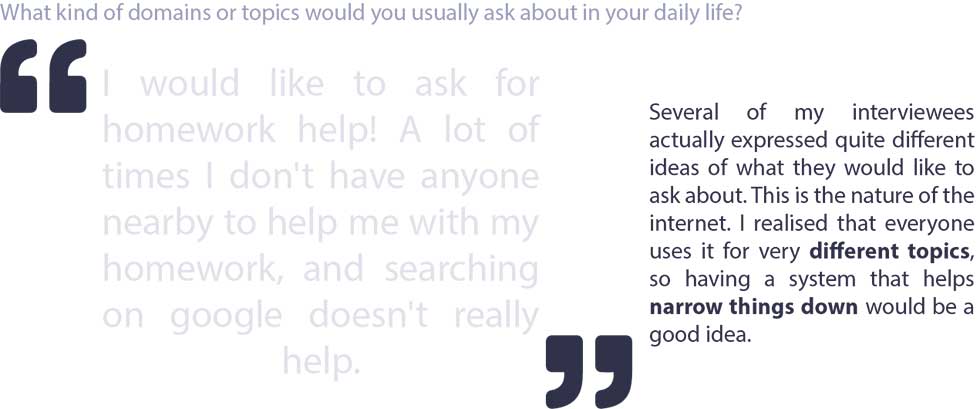 What kind of domains or topics would you usually ask about in your daily life?
“
I would like to ask for
homework help! A lot of
times I don't have anyone
nearby to help me with my
homework, and searching
on google doesn't really
help.
”
Several of my interviewees
actually expressed quite different
ideas of what they would like to
ask about. This is the nature of the
internet. I realised that everyone
uses it for very different topics,
so having a system that helps
narrow things down would be a
good idea.